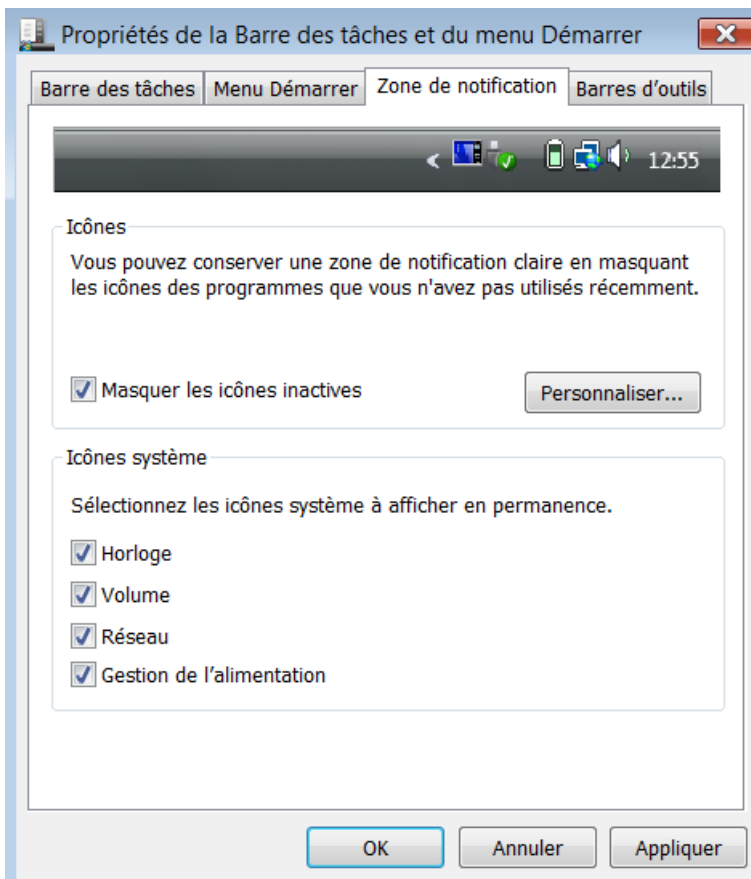 Propriétés de la Barre des tâches et du menu Démarrer
Barre des tâches Menu Démarrer Zone de notification Barres d’outils
12:55
Icônes
Vous pouvez conserver une zone de notification claire en masquant
les icônes des programmes que vous n'avez pas utilisés récemment.
Masquer les icônes inactives Personnaliser...
Icônes système
Sélectionnez les icônes système à afficher en permanence.
Horloge
Volume
Réseau
Gestion de l’alimentation
OK Annuler Appliquer